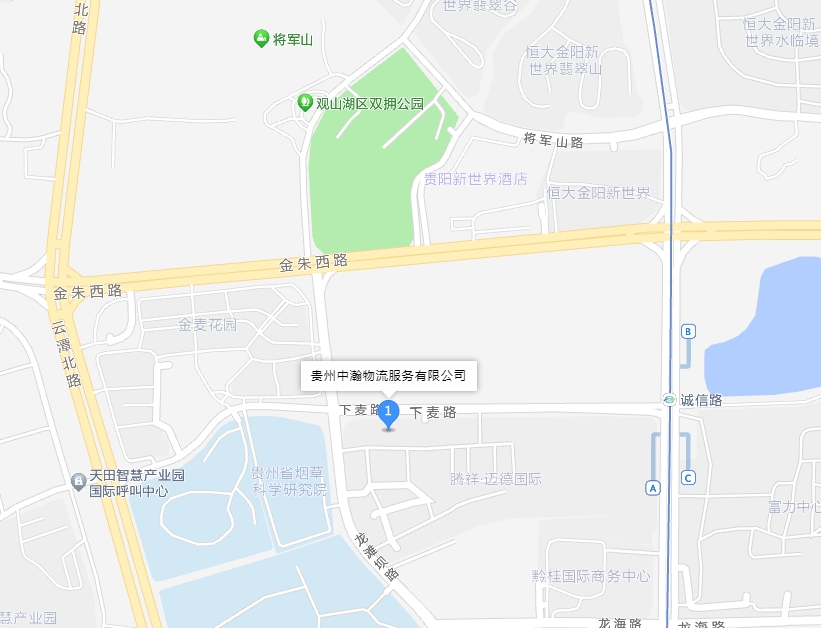 世界翡翠谷
北路
将军山
恒大金阳新
世界水临境
恒大金阳新
世界翡翠山
观山湖区双拥公园
将军山路
贵阳新世界酒店
恒大金阳新世界
金朱西路
金朱西路
金麦花园
云潭北路
B
贵州中瀚物流服务有限公司
诚信路
下麦路
1
下麦路
天田智慧产业园
国际呼叫中心
贵州省烟草
科学研究院
腾祥·迈德国际
C
A
富力中心
龙滩坝路
黔桂国际商务中心
慧产业园
龙海路
龙海路